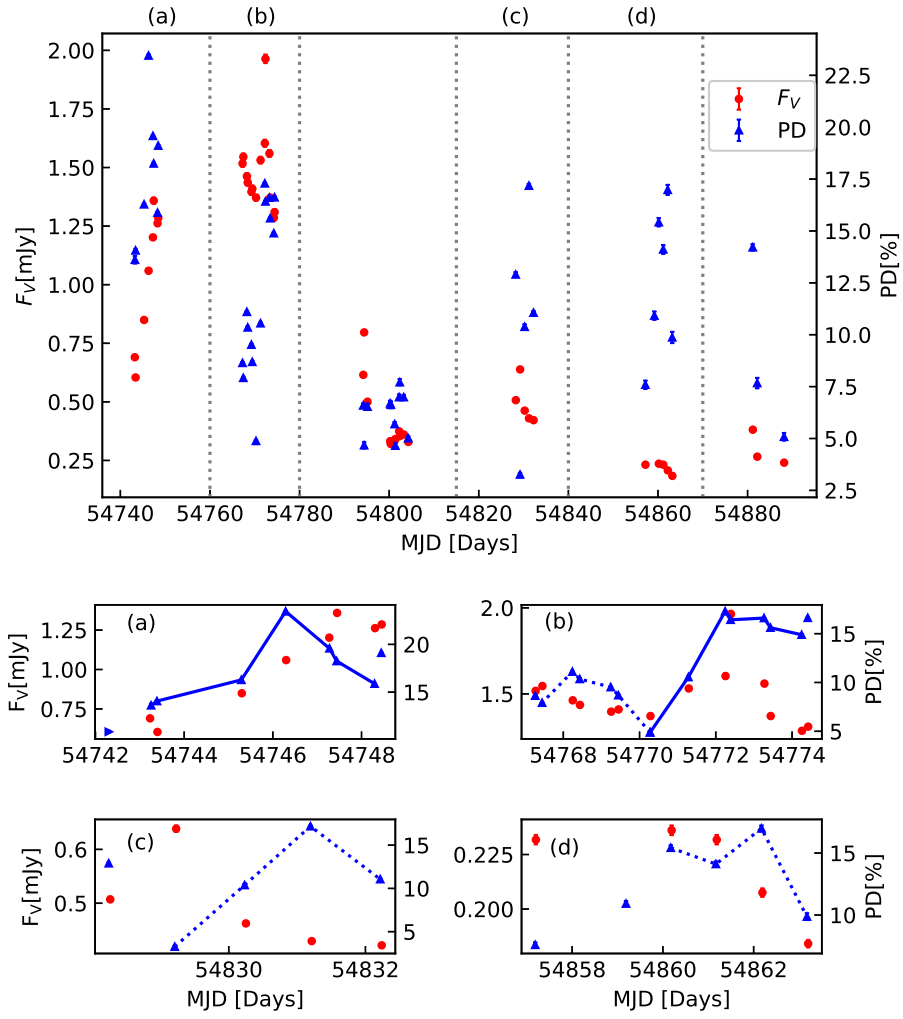 (a) (b) (c) (d)
2.00
1.75
1.50
1.25
1.00
0.75
0.50
0.25
F_V[mJy]
22.5
20.0
17.5
15.0
12.5
10.0
7.5
5.0
2.5
PD[%]
F_V
PD
54740 54760 54780 54800 54820 54840 54860 54880
MJD [Days]
(a)
1.25
1.00
0.75
F_V[mJy]
20
15
54742 54744 54746 54748
(b)
2.0
1.5
15
10
5
PD[%]
54768 54770 54772 54774
(c)
0.6
0.5
F_V[mJy]
15
10
5
54830 54832
MJD [Days]
(d)
0.225
0.200
15
10
PD[%]
54858 54860 54862
MJD [Days]